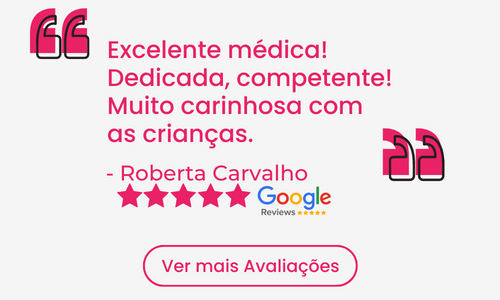 Excelente médica!
Dedicada, competente!
Muito carinhosa com
as crianças.
- Roberta Carvalho
Google
Reviews
Ver mais Avaliações